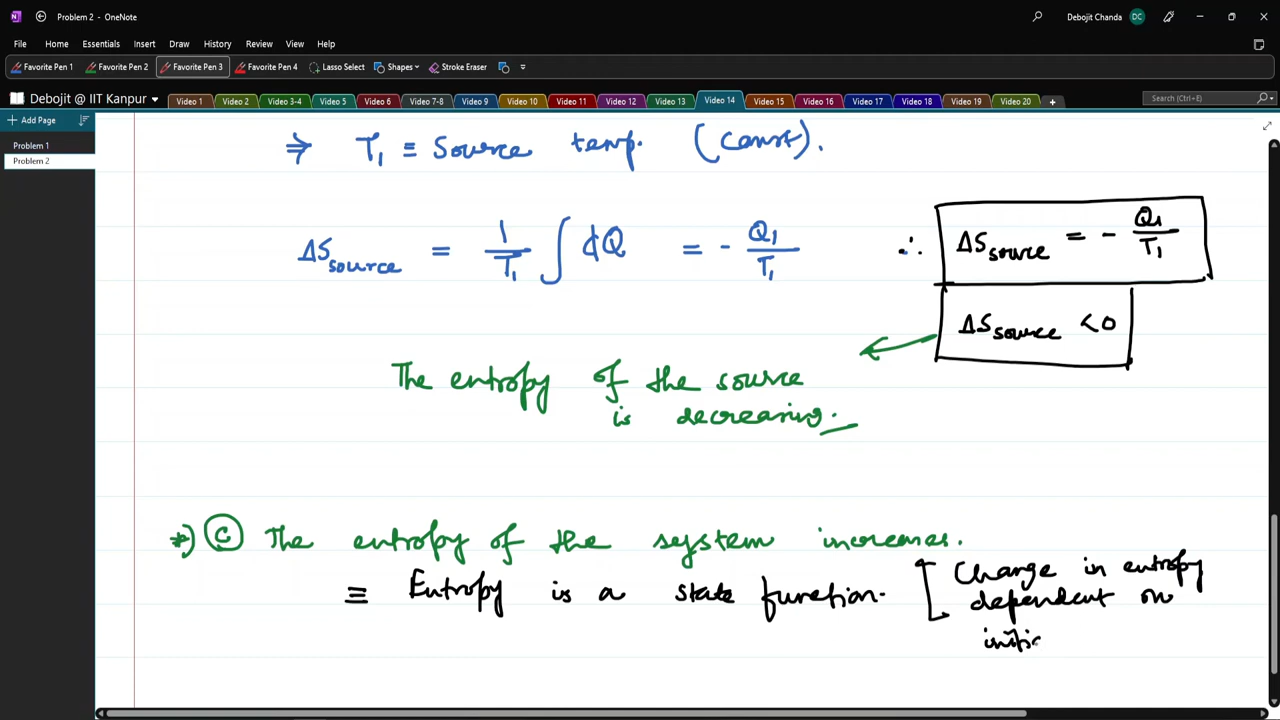 Problem 2 - OneNote
Debojit Chanda DC
File Home Essentials Insert Draw History Review View Help
Favorite Pen 1 Favorite Pen 2 Favorite Pen 3 Favorite Pen 4 Lasso Select Shapes Stroke Eraser
Debojit @ IIT Kanpur Video 1 Video 2 Video 3-4 Video 5 Video 6 Video 7-8 Video 9 Video 10 Video 11 Video 12 Video 13 Video 14 Video 15 Video 16 Video 17 Video 18 Video 19 Video 20 + Search (Ctrl+E)
+ Add Page
Problem 1
Problem 2
⇒ T₁ ≡ Source temp. (const).
ΔS_source = 1/T₁ ∫ đQ = - Q₁/T₁ ∴ ΔS_source = - Q₁/T₁
ΔS_source < 0
The entropy of the source
is decreasing.
*) (C) The entropy of the system increases.
≡ Entropy is a state function. [Change in entropy
dependent on
initi